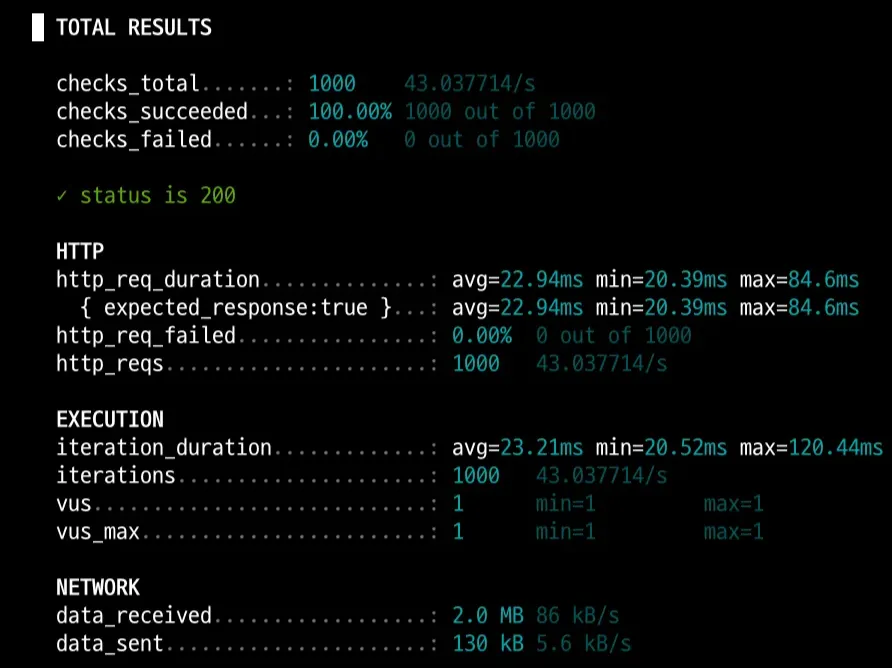 TOTAL RESULTS
checks_total.......: 1000 43.037714/s
checks_succeeded...: 100.00% 1000 out of 1000
checks_failed......: 0.00% 0 out of 1000
✓ status is 200
HTTP
http_req_duration..............: avg=22.94ms min=20.39ms max=84.6ms
{ expected_response:true }...: avg=22.94ms min=20.39ms max=84.6ms
http_req_failed................: 0.00% 0 out of 1000
http_reqs......................: 1000 43.037714/s
EXECUTION
iteration_duration.............: avg=23.21ms min=20.52ms max=120.44ms
iterations.....................: 1000 43.037714/s
vus............................: 1 min=1 max=1
vus_max........................: 1 min=1 max=1
NETWORK
data_received..................: 2.0 MB 86 kB/s
data_sent......................: 130 kB 5.6 kB/s